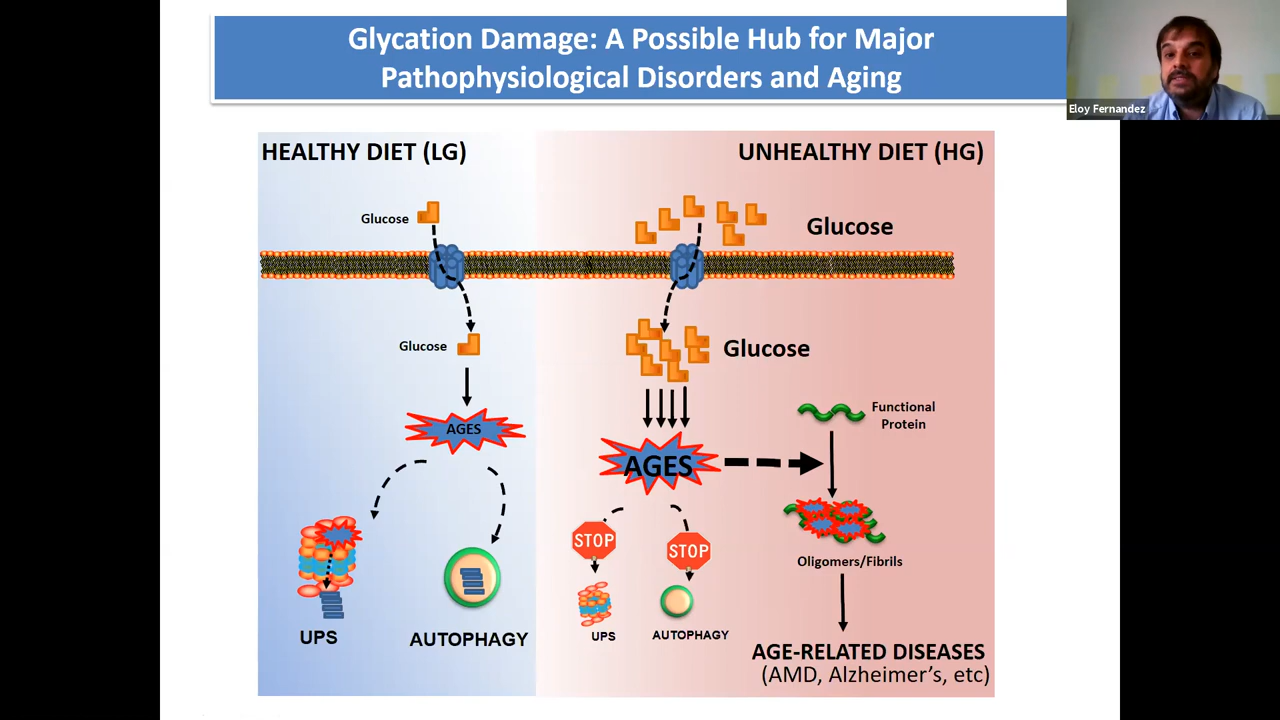 Glycation Damage: A Possible Hub for Major
Pathophysiological Disorders and Aging
Eloy Fernandez
HEALTHY DIET (LG)
UNHEALTHY DIET (HG)
Glucose
Glucose
Glucose
Glucose
AGES
Functional
Protein
AGES
STOP
STOP
Oligomers/Fibrils
UPS
AUTOPHAGY
UPS
AUTOPHAGY
AGE-RELATED DISEASES
(AMD, Alzheimer's, etc)